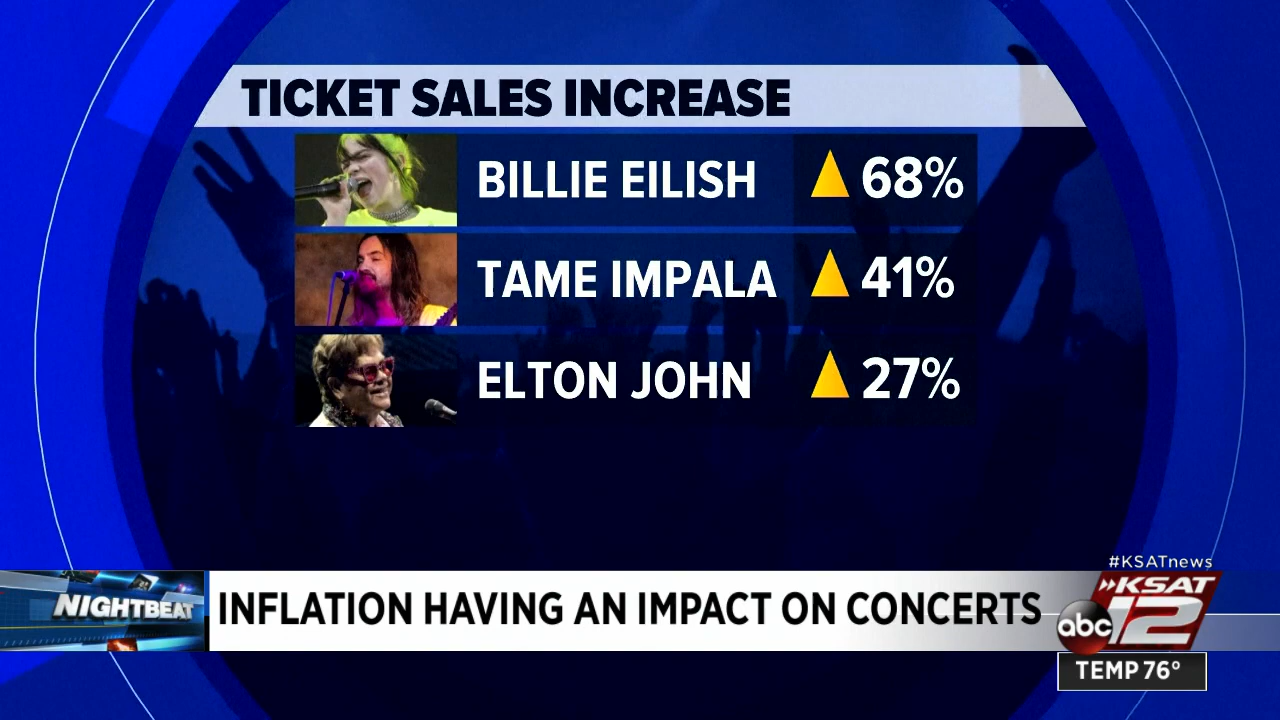 TICKET SALES INCREASE
BILLIE EILISH 68%
TAME IMPALA 41%
ELTON JOHN 27%
#KSATnews
NIGHTBEAT
INFLATION HAVING AN IMPACT ON CONCERTS
KSAT
abc 12
TEMP 76°